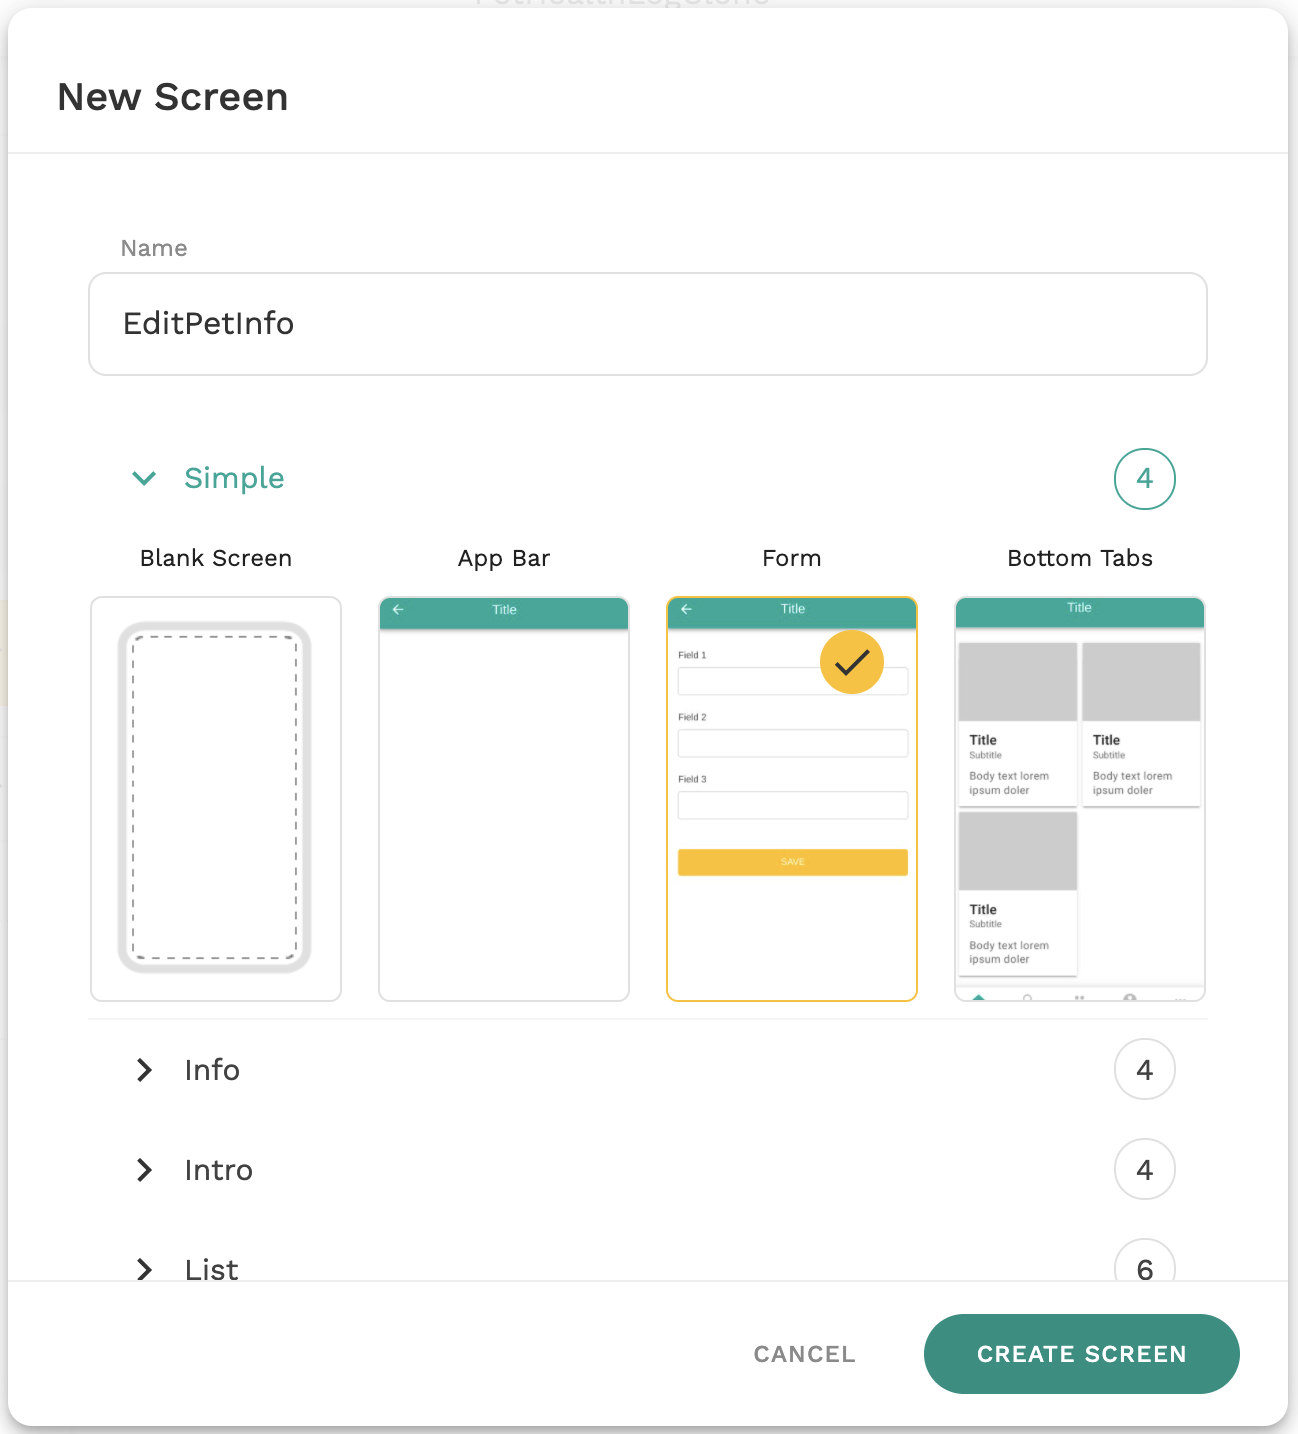 New Screen
Name
EditPetInfo
Simple 4
Blank Screen App Bar Form Bottom Tabs
Title Title Title
Field 1
Field 2
Title Title
Subtitle Subtitle
Body text lorem Body text lorem
ipsum doler ipsum doler
Field 3
SAVE
Title
Subtitle
Body text lorem
ipsum doler
Info 4
Intro 4
List 6
CANCEL CREATE SCREEN